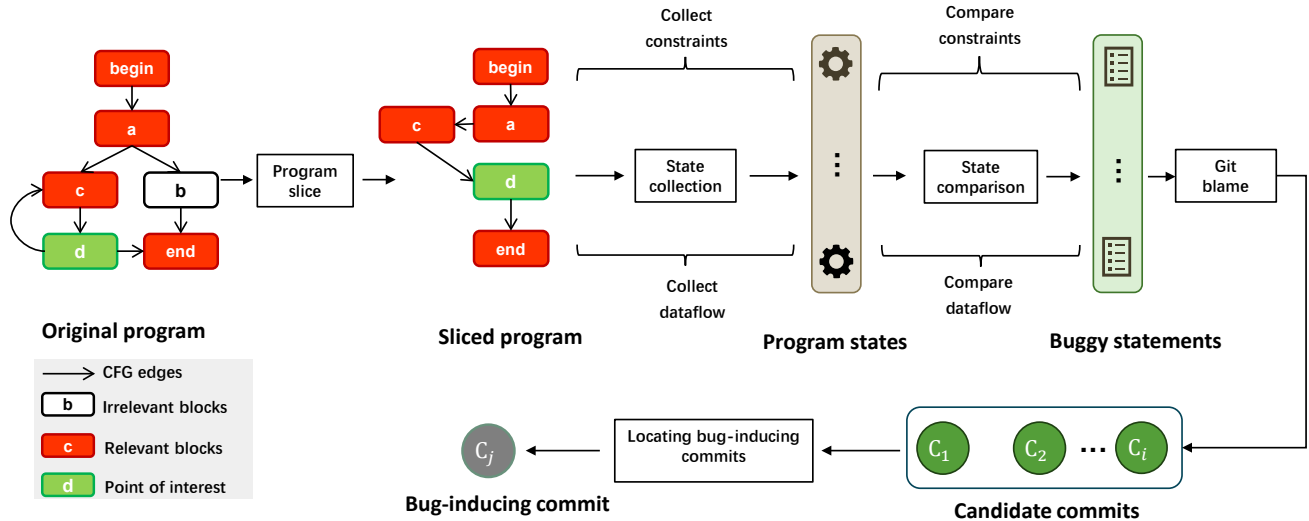 begin
a
c
b
d
end
Original program
CFG edges
b
Irrelevant blocks
c
Relevant blocks
d
Point of interest
Program
slice
begin
c
a
d
end
Sliced program
Collect
constraints
State
collection
Collect
dataflow
Program states
Compare
constraints
State
comparison
Compare
dataflow
Buggy statements
Git
blame
C1
C2
Ci
Candidate commits
Locating bug-inducing
commits
Cj
Bug-inducing commit